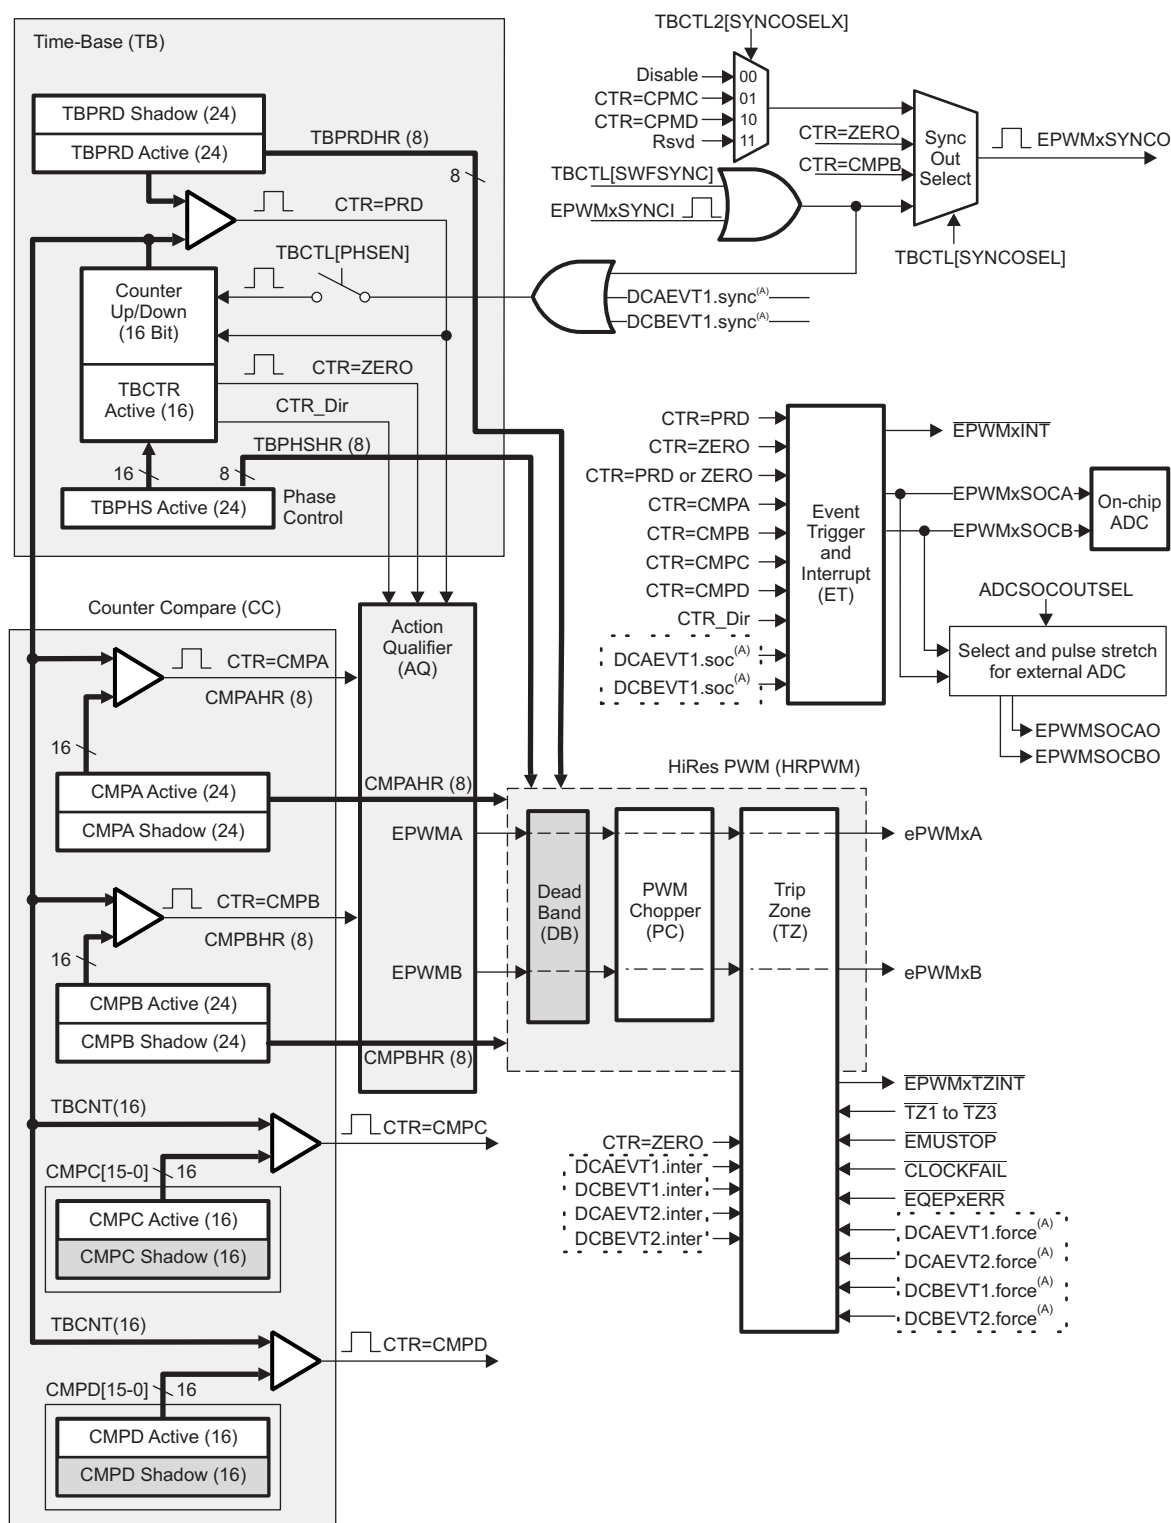 TBCTL2[SYNCOSELX]
Time-Base (TB)
Disable
00
CTR=CPMC
01
CTR=CPMD
10
Rsvd
11
CTR=ZERO
CTR=CMPB
Sync
Out
Select
EPWMxSYNCO
TBCTL[SWFSYNC]
EPWMxSYNCI
TBCTL[SYNCOSEL]
TBPRD Shadow (24)
TBPRD Active (24)
TBPRDHR (8)
8
CTR=PRD
TBCTL[PHSEN]
DCAEVT1.sync(A)
DCBEVT1.sync(A)
Counter
Up/Down
(16 Bit)
TBCTR
Active (16)
CTR=ZERO
CTR_Dir
TBPHSHR (8)
16
8
TBPHS Active (24)
Phase
Control
CTR=PRD
CTR=ZERO
CTR=PRD or ZERO
CTR=CMPA
CTR=CMPB
CTR=CMPC
CTR=CMPD
CTR_Dir
DCAEVT1.soc(A)
DCBEVT1.soc(A)
Event
Trigger
and
Interrupt
(ET)
EPWMxINT
EPWMxSOCA
EPWMxSOCB
On-chip
ADC
ADCSOCOUTSEL
Select and pulse stretch
for external ADC
EPWMSOCAO
EPWMSOCBO
Counter Compare (CC)
Action
Qualifier
(AQ)
CTR=CMPA
CMPAHR (8)
16
CMPA Active (24)
CMPA Shadow (24)
CMPAHR (8)
HiRes PWM (HRPWM)
EPWMA
ePWMxA
CTR=CMPB
CMPBHR (8)
16
CMPB Active (24)
CMPB Shadow (24)
EPWMB
CMPBHR (8)
Dead
Band
(DB)
PWM
Chopper
(PC)
Trip
Zone
(TZ)
ePWMxB
EPWMxTZINT
TZ1 to TZ3
EMUSTOP
CLOCKFAIL
EQEPxERR
DCAEVT1.force(A)
DCAEVT2.force(A)
DCBEVT1.force(A)
DCBEVT2.force(A)
CTR=ZERO
DCAEVT1.inter
DCBEVT1.inter
DCAEVT2.inter
DCBEVT2.inter
TBCNT(16)
CTR=CMPC
CMPC[15-0]
16
CMPC Active (16)
CMPC Shadow (16)
TBCNT(16)
CTR=CMPD
CMPD[15-0]
16
CMPD Active (16)
CMPD Shadow (16)